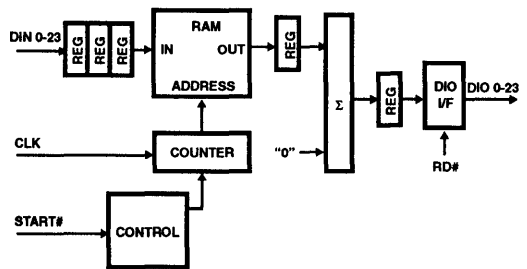 DIN 0-23
REG
REG
REG
IN
RAM
OUT
ADDRESS
REG
Σ
"0"
REG
DIO
I/F
DIO 0-23
RD#
CLK
COUNTER
START#
CONTROL